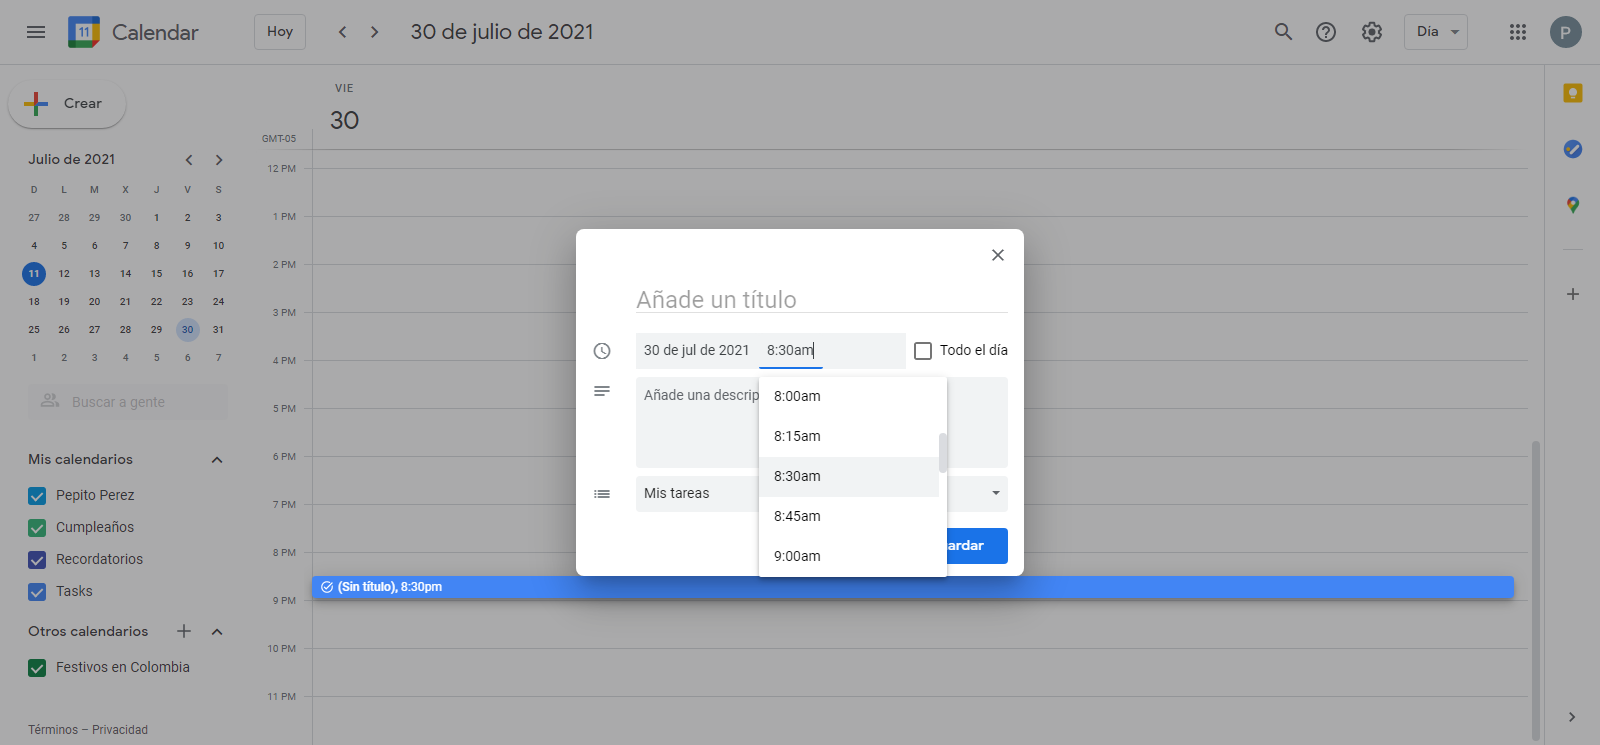 11 Calendar Hoy 30 de julio de 2021 Día P
Crear
Julio de 2021
D L M X J V S
27 28 29 30 1 2 3
4 5 6 7 8 9 10
11 12 13 14 15 16 17
18 19 20 21 22 23 24
25 26 27 28 29 30 31
1 2 3 4 5 6 7
Buscar a gente
Mis calendarios
Pepito Perez
Cumpleaños
Recordatorios
Tasks
Otros calendarios
Festivos en Colombia
Términos – Privacidad
VIE
30
GMT-05
12 PM
1 PM
2 PM
3 PM
4 PM
5 PM
6 PM
7 PM
8 PM
9 PM
10 PM
11 PM
(Sin título), 8:30pm
Añade un título
30 de jul de 2021 8:30am Todo el día
Añade una descrip
8:00am
8:15am
8:30am
8:45am
9:00am
Mis tareas
ardar